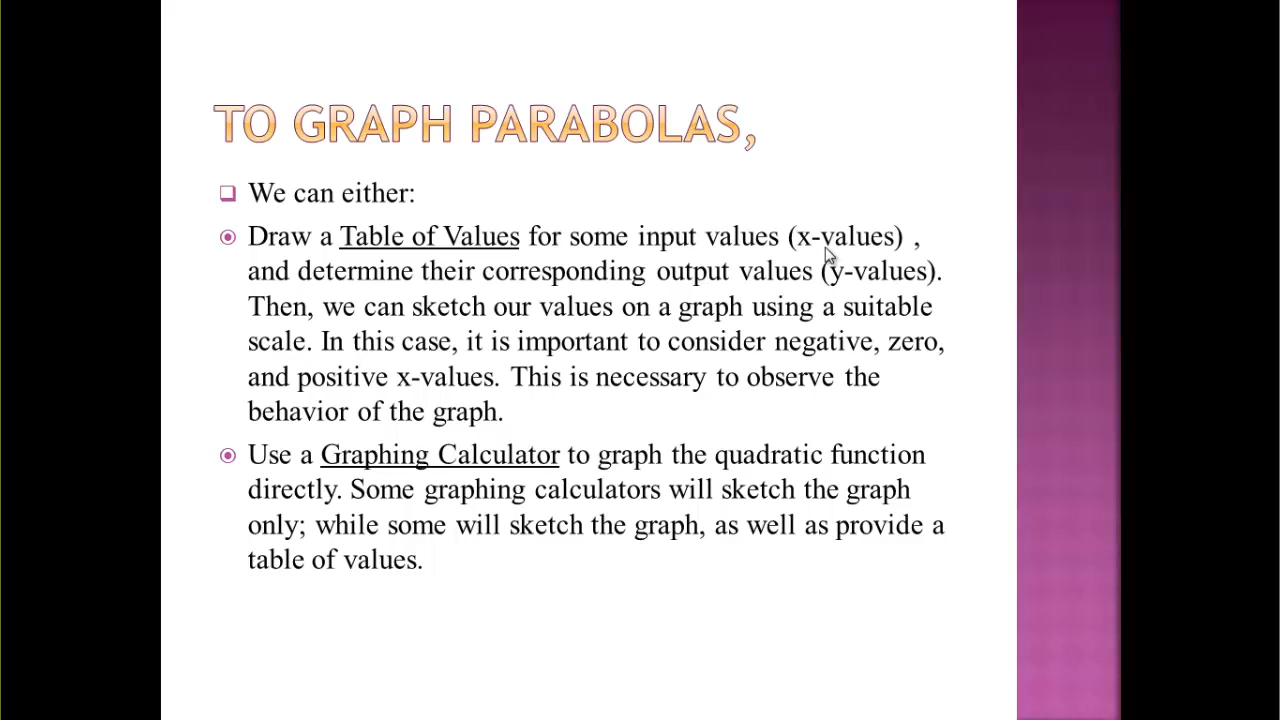 TO GRAPH PARABOLAS,
We can either:
Draw a Table of Values for some input values (x-values) ,
and determine their corresponding output values (y-values).
Then, we can sketch our values on a graph using a suitable
scale. In this case, it is important to consider negative, zero,
and positive x-values. This is necessary to observe the
behavior of the graph.
Use a Graphing Calculator to graph the quadratic function
directly. Some graphing calculators will sketch the graph
only; while some will sketch the graph, as well as provide a
table of values.